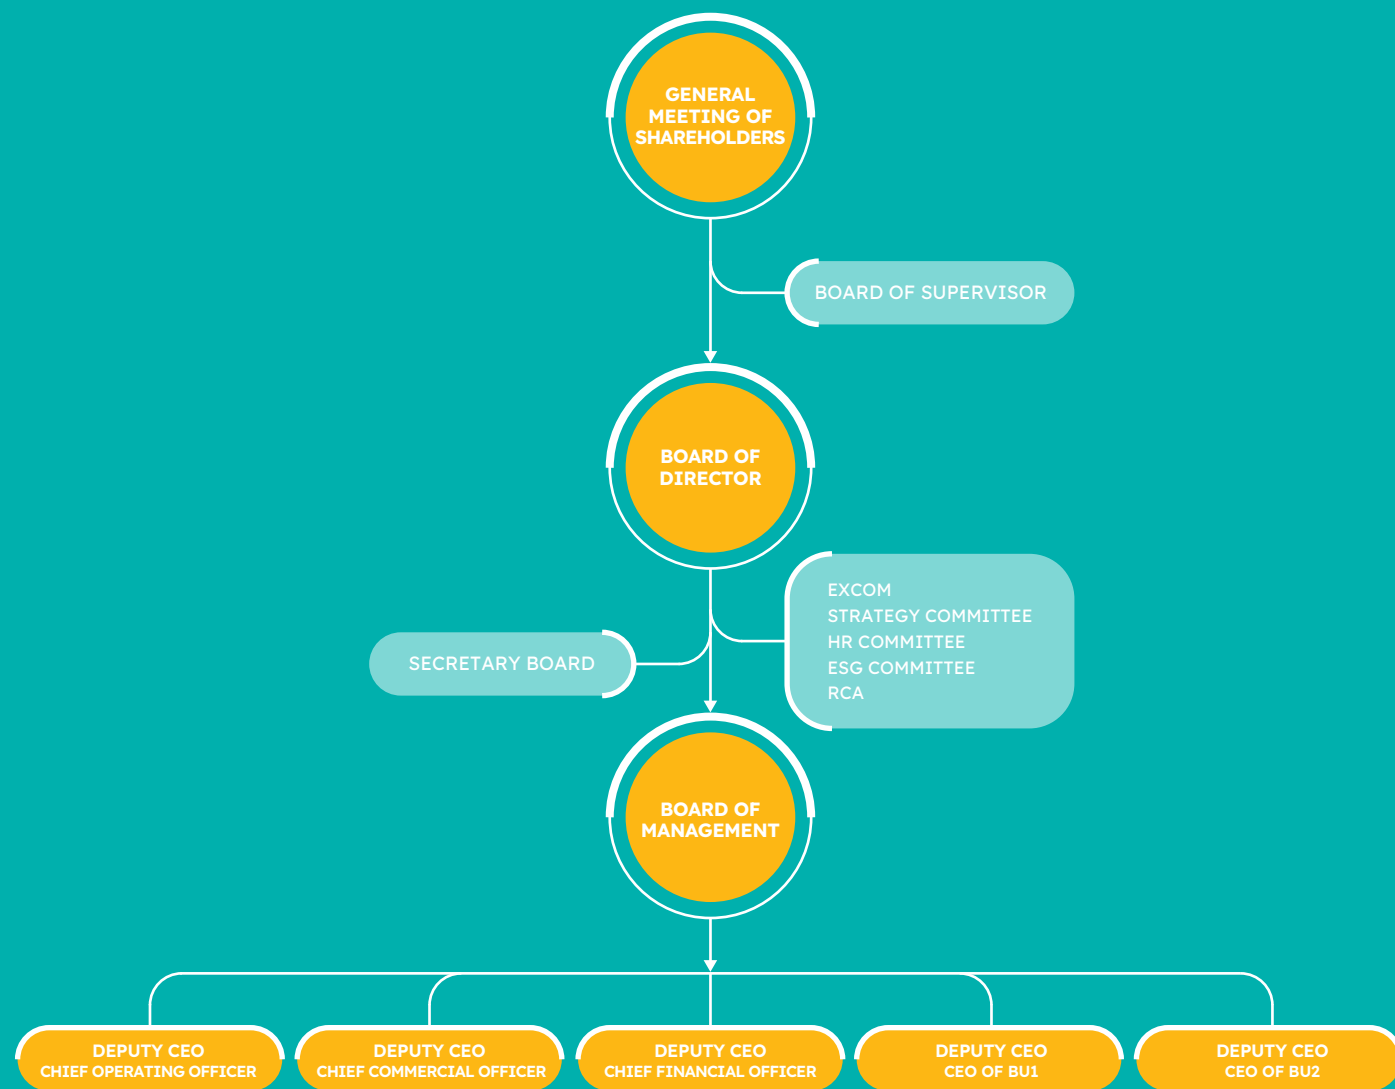 GENERAL
MEETING OF
SHAREHOLDERS
BOARD OF SUPERVISOR
BOARD OF
DIRECTOR
EXCOM
STRATEGY COMMITTEE
HR COMMITTEE
ESG COMMITTEE
RCA
SECRETARY BOARD
BOARD OF
MANAGEMENT
DEPUTY CEO
CHIEF OPERATING OFFICER
DEPUTY CEO
CHIEF COMMERCIAL OFFICER
DEPUTY CEO
CHIEF FINANCIAL OFFICER
DEPUTY CEO
CEO OF BU1
DEPUTY CEO
CEO OF BU2